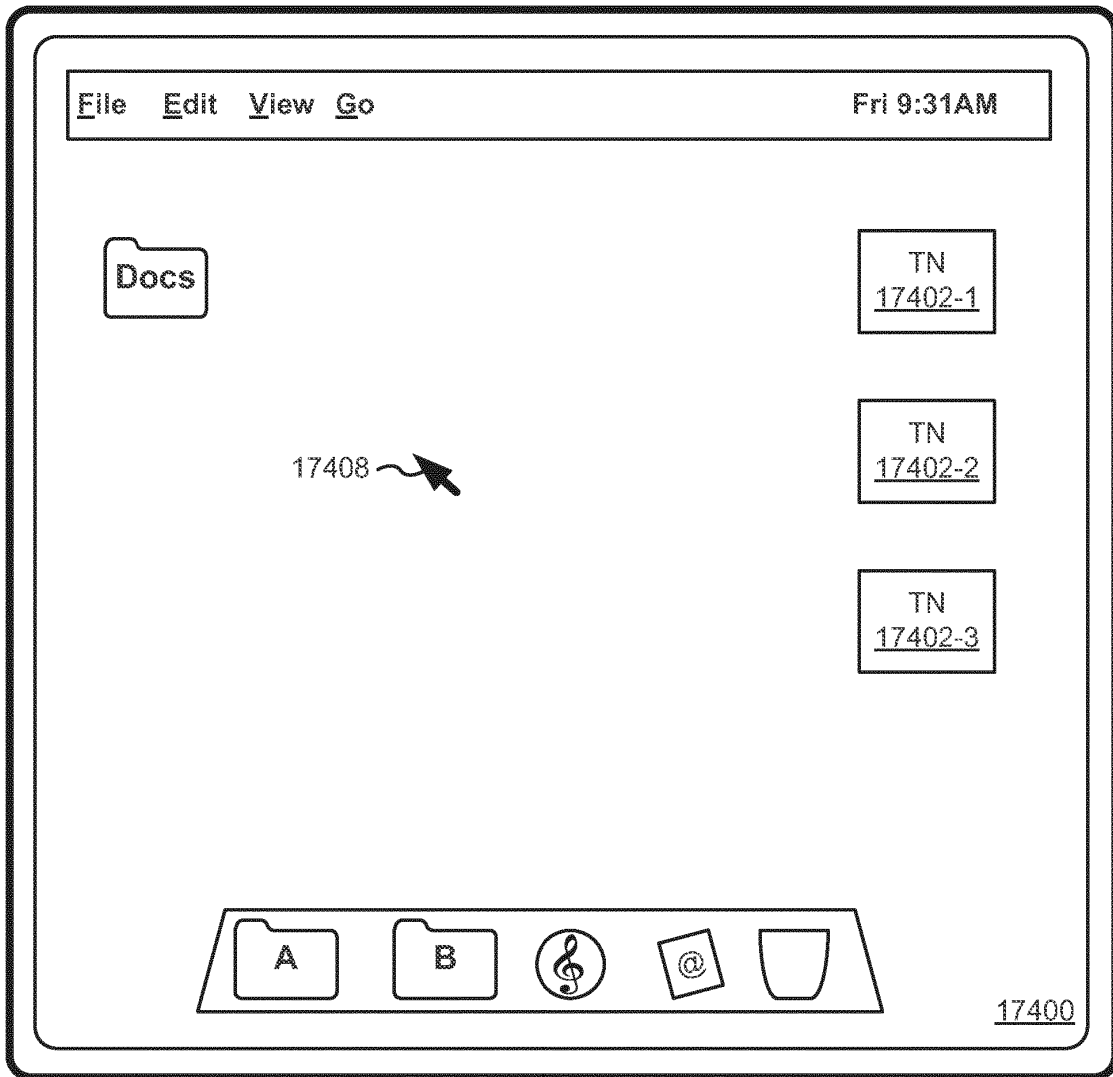 File Edit View Go Fri 9:31AM
Docs
TN
17402-1
17408
TN
17402-2
TN
17402-3
A B @
17400